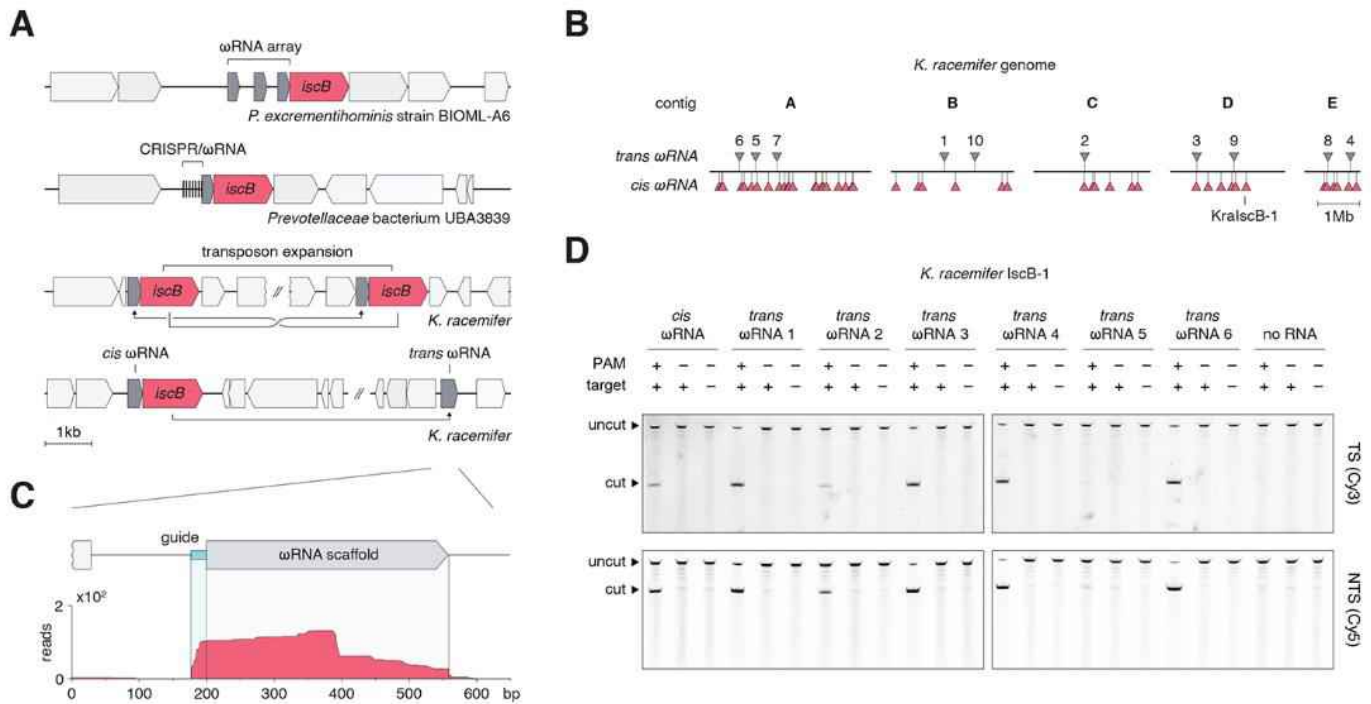 A
ωRNA array
iscB
P. excrementihominis strain BIOML-A6
CRISPR/ωRNA
iscB
Prevotellaceae bacterium UBA3839
transposon expansion
iscB
//
iscB
K. racemifer
cis ωRNA
trans ωRNA
iscB
//
1kb
K. racemifer
B
K. racemifer genome
contig A B C D E
6 5 7 1 10 2 3 9 8 4
trans ωRNA
cis ωRNA
KraIscB-1
1Mb
C
guide
ωRNA scaffold
x10²
2
reads
0
0 100 200 300 400 500 600 bp
D
K. racemifer IscB-1
cis ωRNA
trans ωRNA 1
trans ωRNA 2
trans ωRNA 3
trans ωRNA 4
trans ωRNA 5
trans ωRNA 6
no RNA
PAM + − − + − − + − − + − − + − − + − − + − − + − −
target + + − + + − + + − + + − + + − + + − + + − + + −
uncut
cut
TS (Cy3)
uncut
cut
NTS (Cy5)